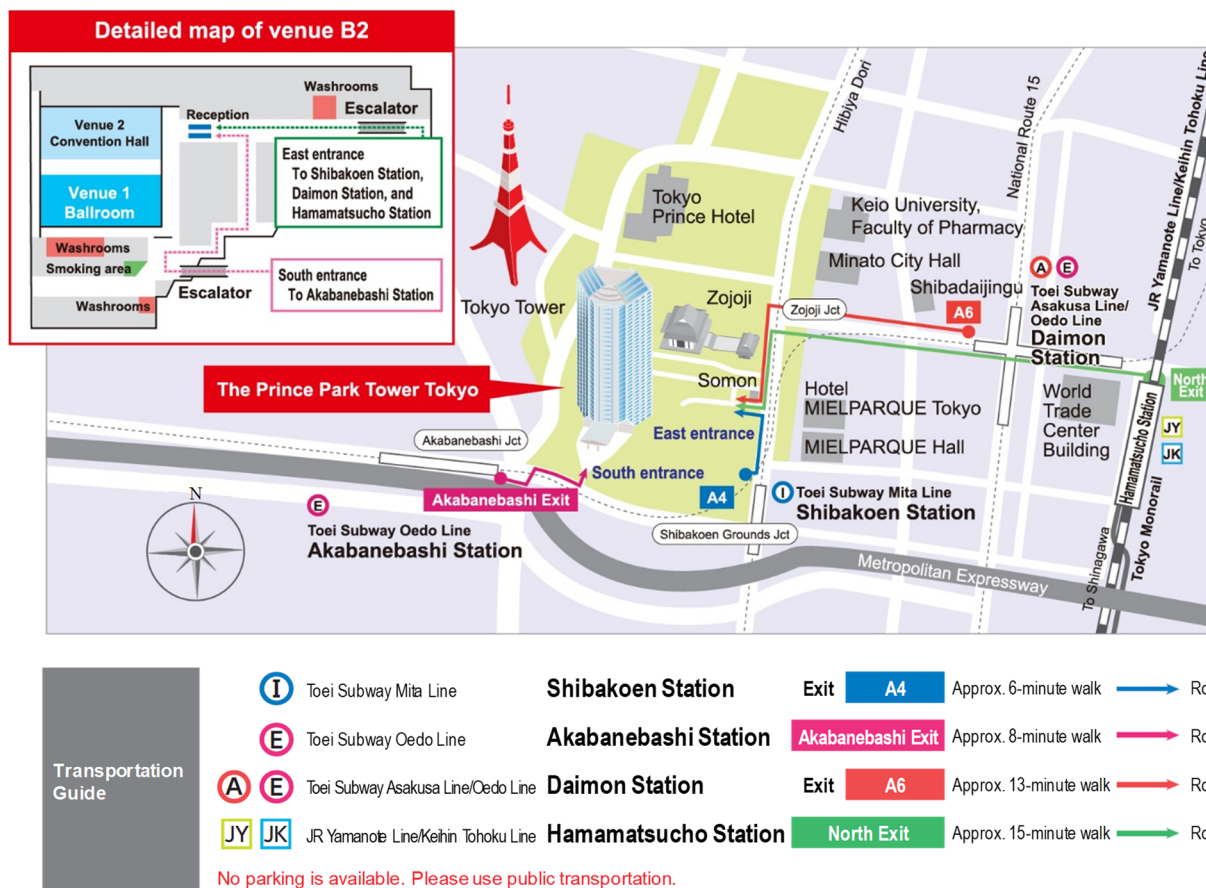 Detailed map of venue B2
Washrooms
Escalator
Reception
Venue 2
Convention Hall
Venue 1
Ballroom
East entrance
To Shibakoen Station,
Daimon Station, and
Hamamatsucho Station
Washrooms
Smoking area
Escalator
South entrance
To Akabanebashi Station
Washrooms
Tokyo Tower
The Prince Park Tower Tokyo
Tokyo
Prince Hotel
Zojoji
Somon
Hibiya Dori
National Route 15
JR Yamanote Line/Keihin Tohoku Line
To Tokyo
Keio University,
Faculty of Pharmacy
Minato City Hall
Shibadaijingu
A E
Toei Subway
Asakusa Line/
Oedo Line
Daimon
Station
Zojoji Jct
A6
North
Exit
Hotel
MIELPARQUE Tokyo
MIELPARQUE Hall
World
Trade
Center
Building
Hamamatsucho Station
JY
JK
East entrance
South entrance
Akabanebashi Jct
Akabanebashi Exit
A4
I
Toei Subway Mita Line
Shibakoen Station
Shibakoen Grounds Jct
N
E
Toei Subway Oedo Line
Akabanebashi Station
Metropolitan Expressway
To Shinagawa
Tokyo Monorail
Transportation
Guide
I Toei Subway Mita Line Shibakoen Station Exit A4 Approx. 6-minute walk
E Toei Subway Oedo Line Akabanebashi Station Akabanebashi Exit Approx. 8-minute walk
A E Toei Subway Asakusa Line/Oedo Line Daimon Station Exit A6 Approx. 13-minute walk
JY JK JR Yamanote Line/Keihin Tohoku Line Hamamatsucho Station North Exit Approx. 15-minute walk
No parking is available. Please use public transportation.